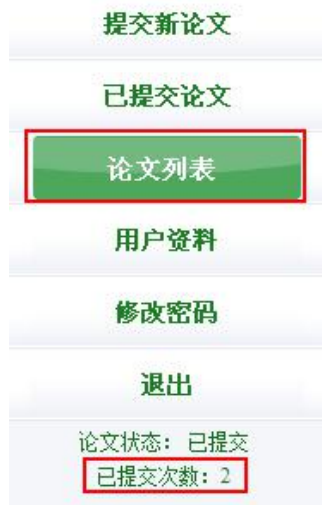 提交新论文
已提交论文
论文列表
用户资料
修改密码
退出
论文状态：已提交
已提交次数：2